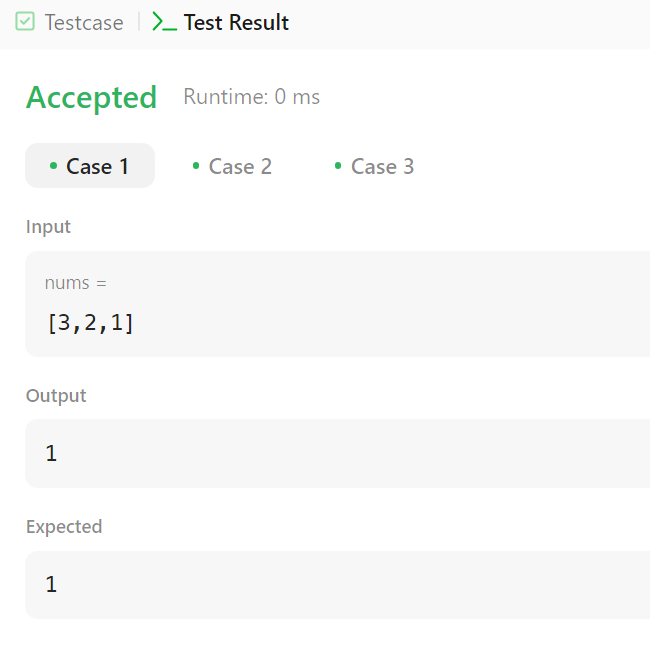 Testcase Test Result
Accepted Runtime: 0 ms
Case 1 Case 2 Case 3
Input
nums =
[3,2,1]
Output
1
Expected
1